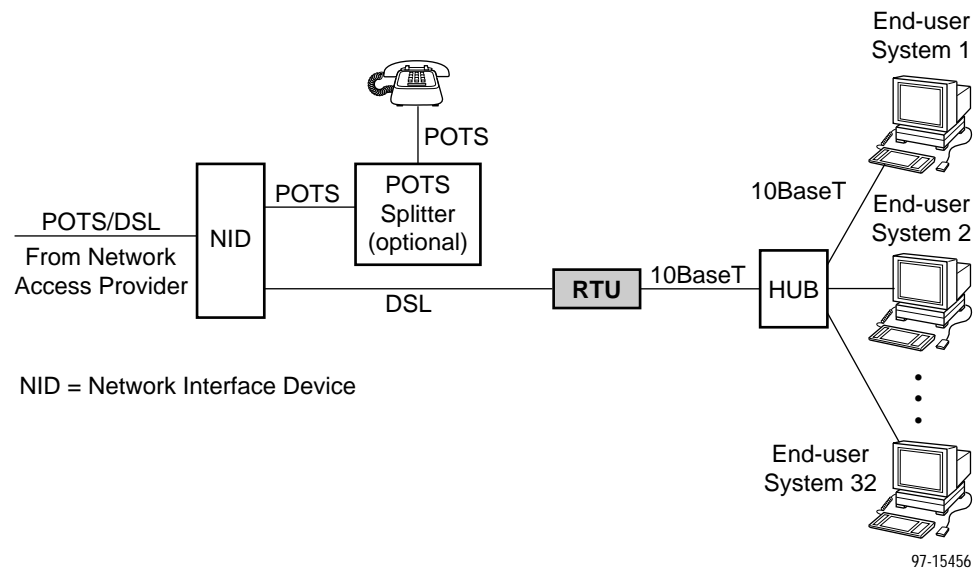 End-user
System 1
POTS
POTS
POTS
Splitter
(optional)
POTS/DSL
NID
From Network
Access Provider
DSL
RTU
10BaseT
HUB
10BaseT
End-user
System 2
NID = Network Interface Device
End-user
System 32
97-15456